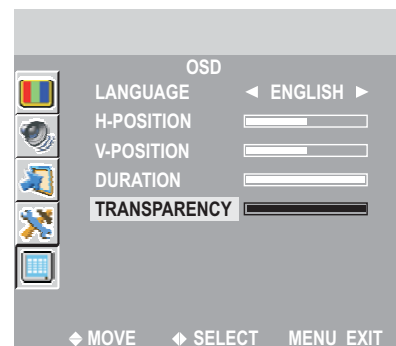 OSD
LANGUAGE ◄ ENGLISH ►
H-POSITION
V-POSITION
DURATION
TRANSPARENCY
MOVE SELECT MENU EXIT